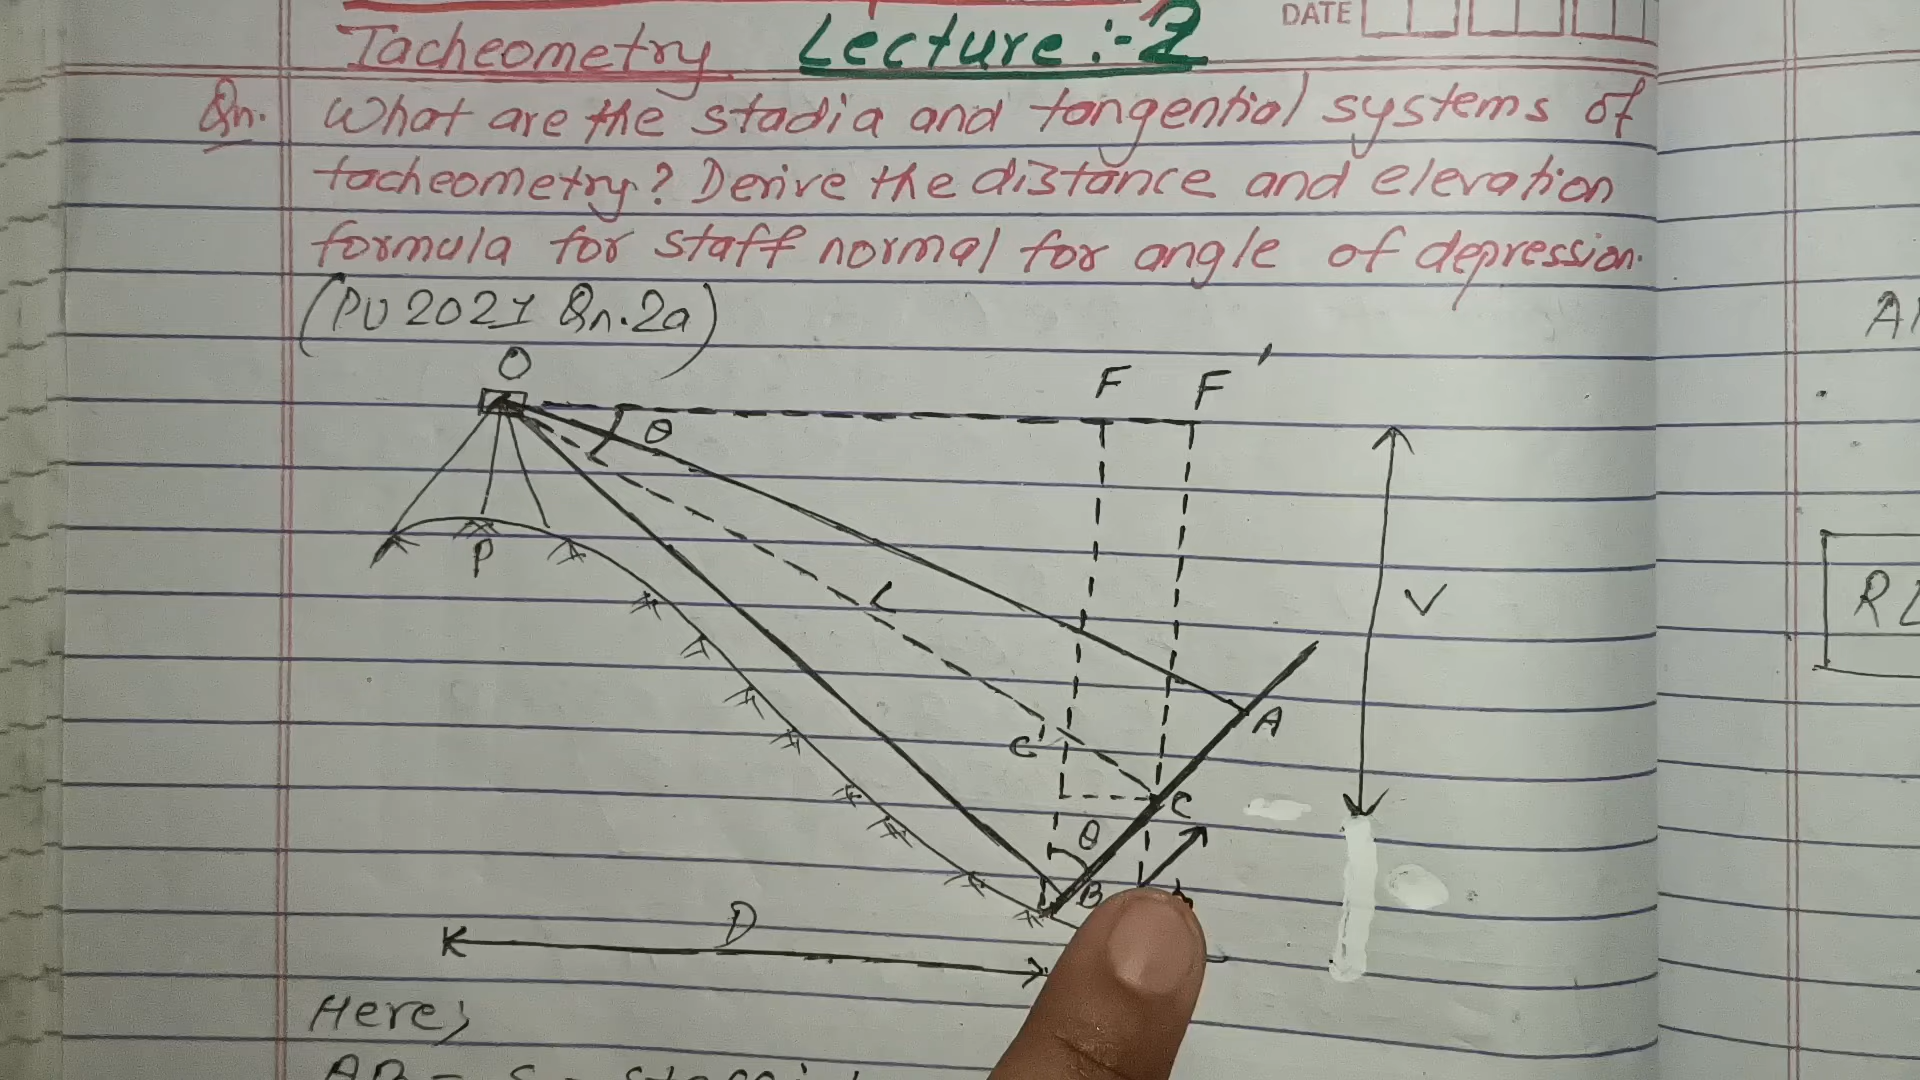 DATE
Tacheometry Lecture:-2
Qn. What are the stadia and tangential systems of
tacheometry? Derive the distance and elevation
formula for staff normal for angle of depression.
(PU 2021 Qn.2a)
O
F F'
θ
P
L
V
A
C'
C
θ
B
h
D
Here;
RL